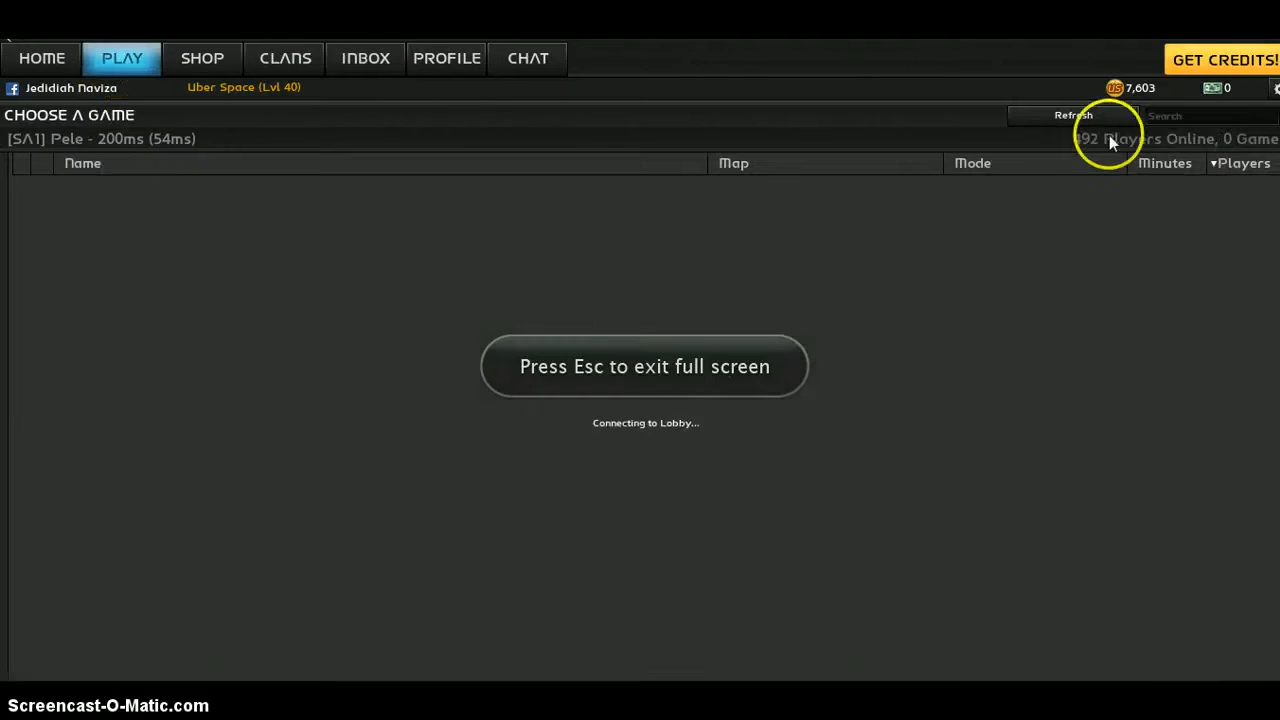 HOME PLAY SHOP CLANS INBOX PROFILE CHAT GET CREDITS!
Jedidiah Naviza Uber Space (Lvl 40) US 7,603 0
CHOOSE A GAME Refresh Search
[SA1] Pele - 200ms (54ms) 492 Players Online, 0 Game
Name Map Mode Minutes ▾Players
Press Esc to exit full screen
Connecting to Lobby...
Screencast-O-Matic.com